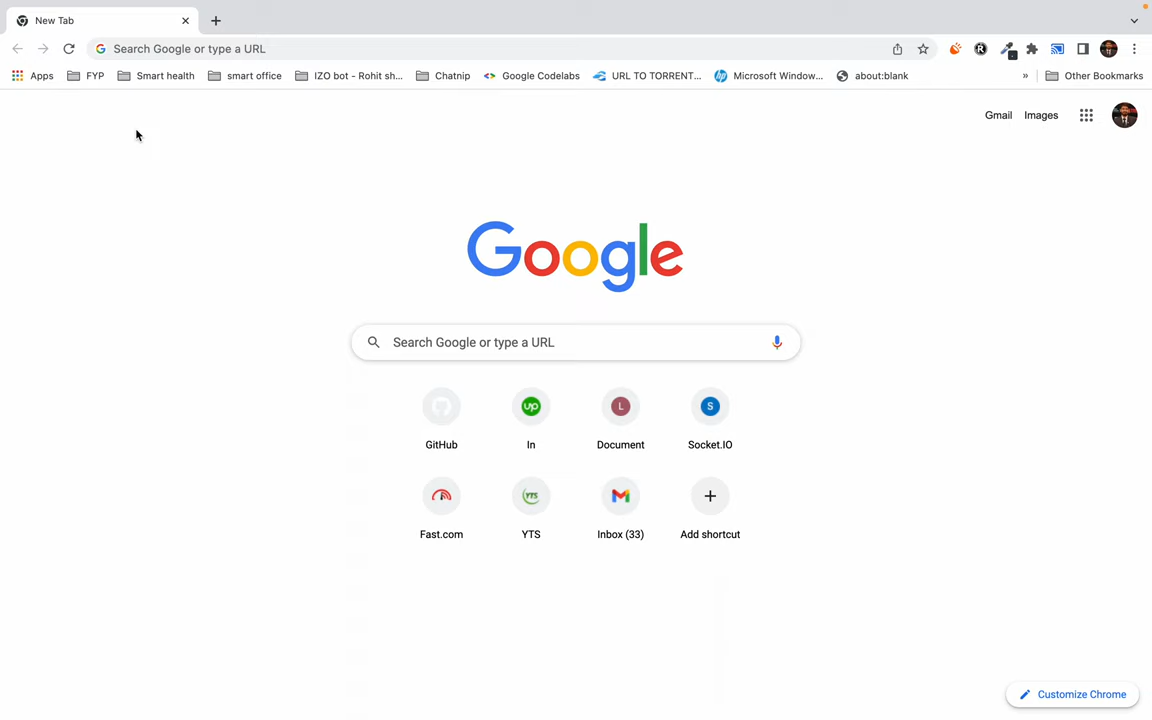 New Tab
Search Google or type a URL
Apps FYP Smart health smart office IZO bot - Rohit sh... Chatnip Google Codelabs URL TO TORRENT... Microsoft Window... about:blank » Other Bookmarks
Gmail Images
Google
Search Google or type a URL
up L S
GitHub In Document Socket.IO
YTS
Fast.com YTS Inbox (33) Add shortcut
Customize Chrome